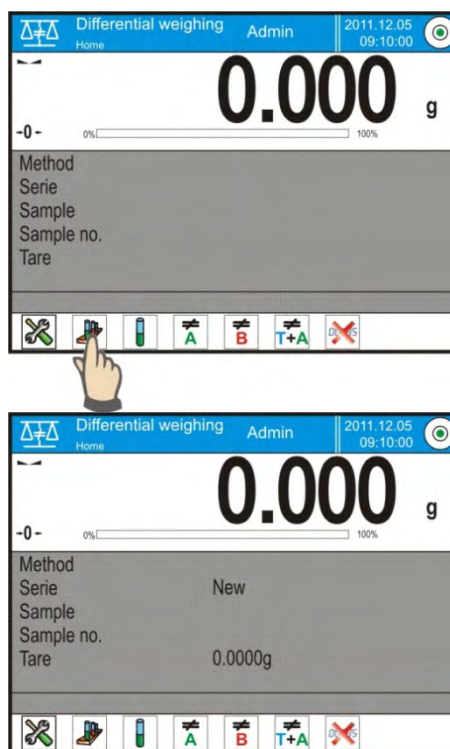 Differential weighing Admin 2011.12.05
Home 09:10:00
0.000 g
-0- 0% 100%
Method
Serie
Sample
Sample no.
Tare
A B T+A
Differential weighing Admin 2011.12.05
Home 09:10:00
0.000 g
-0- 0% 100%
Method
Serie New
Sample
Sample no.
Tare 0.0000g
A B T+A